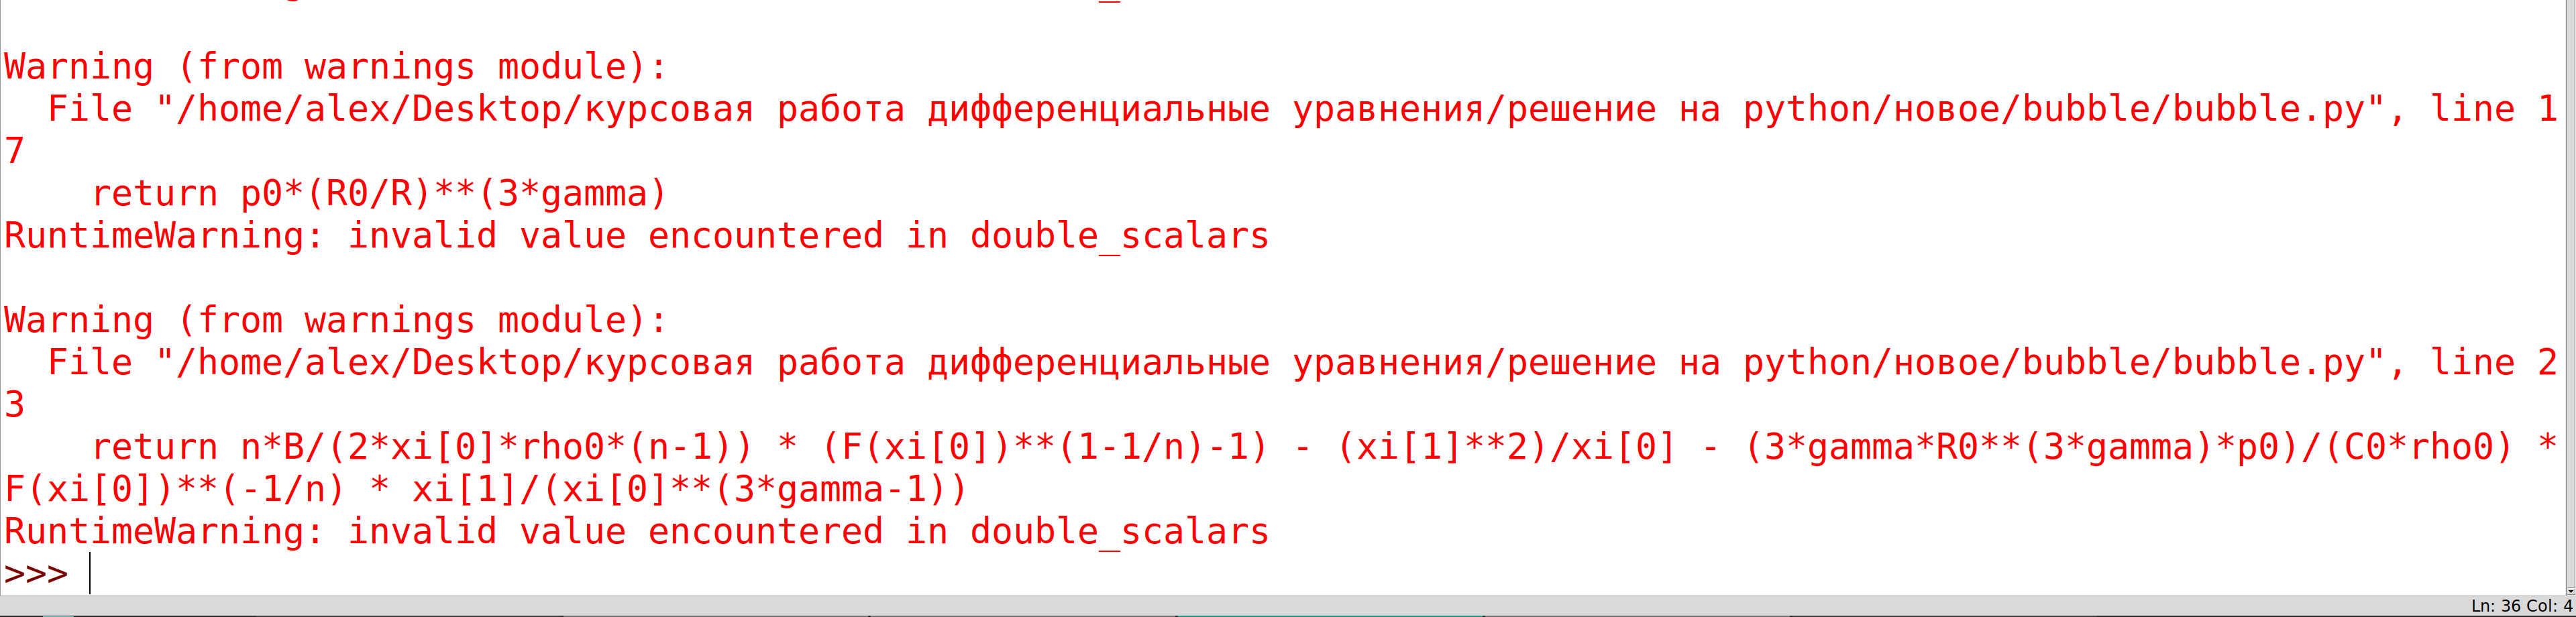 Warning (from warnings module):
  File "/home/alex/Desktop/курсовая работа дифференциальные уравнения/решение на python/новое/bubble/bubble.py", line 1
7
    return p0*(R0/R)**(3*gamma)
RuntimeWarning: invalid value encountered in double_scalars

Warning (from warnings module):
  File "/home/alex/Desktop/курсовая работа дифференциальные уравнения/решение на python/новое/bubble/bubble.py", line 2
3
    return n*B/(2*xi[0]*rho0*(n-1)) * (F(xi[0])**(1-1/n)-1) - (xi[1]**2)/xi[0] - (3*gamma*R0**(3*gamma)*p0)/(C0*rho0) *
F(xi[0])**(-1/n) * xi[1]/(xi[0]**(3*gamma-1))
RuntimeWarning: invalid value encountered in double_scalars
>>>
Ln: 36 Col: 4